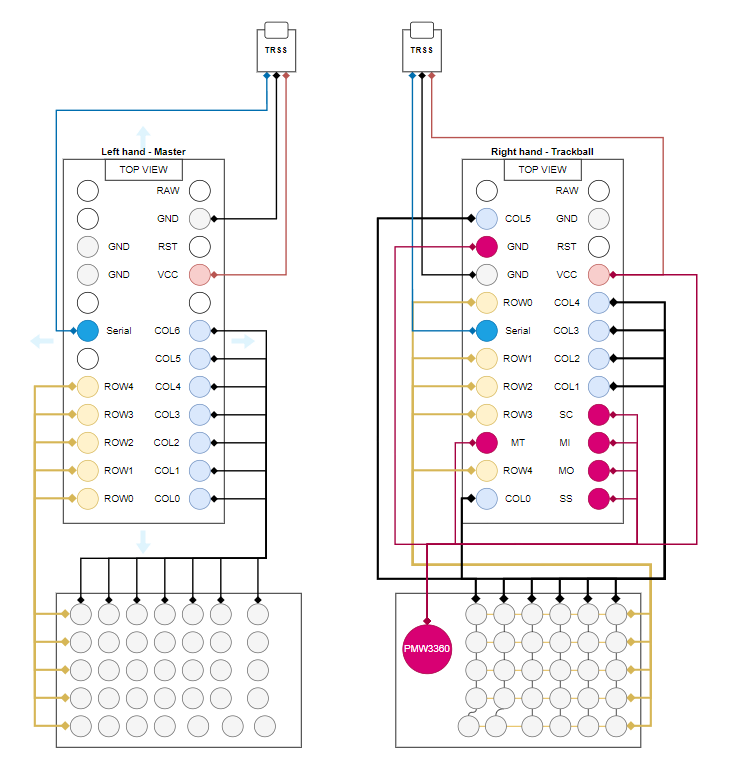 TRSS
TRSS
Left hand - Master
Right hand - Trackball
TOP VIEW
TOP VIEW
RAW
RAW
GND
COL5
GND
GND
RST
GND
RST
GND
VCC
GND
VCC
ROW0
COL4
Serial
COL6
Serial
COL3
COL5
ROW1
COL2
ROW4
COL4
ROW2
COL1
ROW3
COL3
ROW3
SC
ROW2
COL2
MT
MI
ROW1
COL1
ROW4
MO
ROW0
COL0
COL0
SS
PMW3360